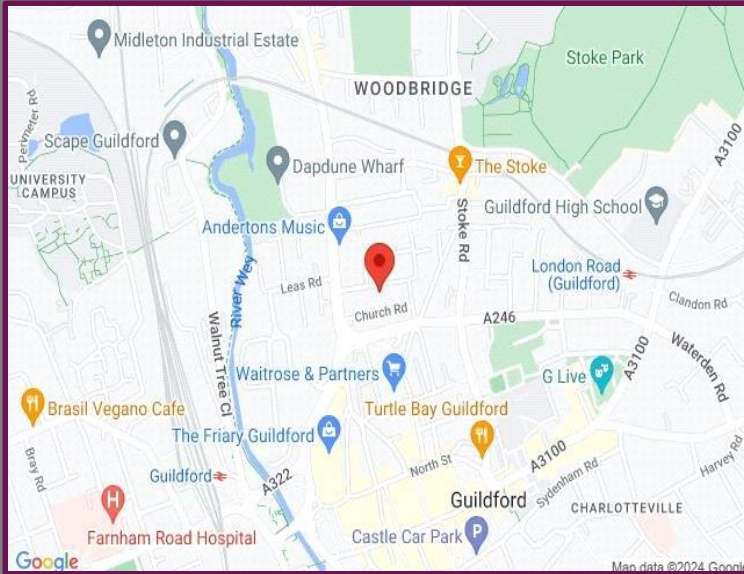 Midleton Industrial Estate
Stoke Park
WOODBRIDGE
Perimeter Rd
A3100
Scape Guildford
Dapdune Wharf
The Stoke
UNIVERSITY
CAMPUS
Guildford High School
Andertons Music
Stoke Rd
River Wey
London Road
(Guildford)
Leas Rd
Church Rd
Clandon Rd
A246
Walnut Tree Cl
Waterden Rd
Waitrose & Partners
G Live
A3100
Brasil Vegano Cafe
Turtle Bay Guildford
The Friary Guildford
Bray Rd
North St
A3100
Harvey Rd
Guildford
A322
Sydenham Rd
Guildford
CHARLOTTEVILLE
H
Farnham Road Hospital
Castle Car Park
P
Google
Map data ©2024 Google